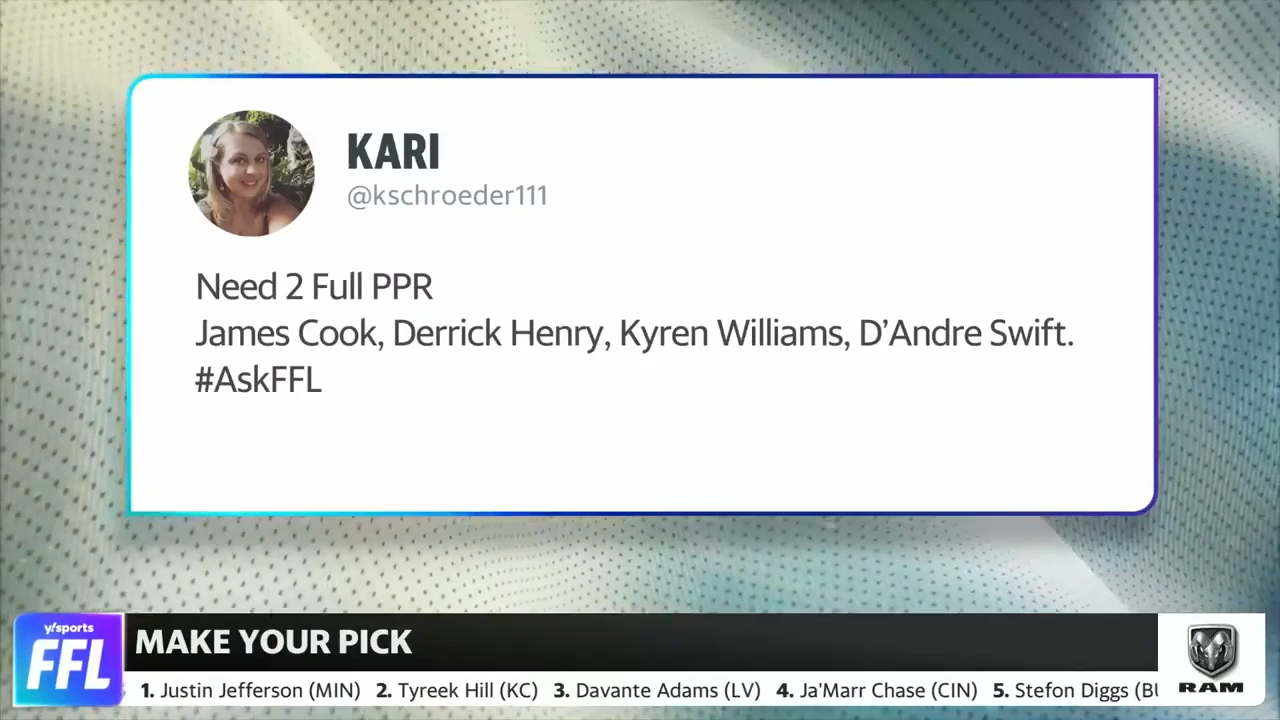 KARI
@kschroeder111
Need 2 Full PPR
James Cook, Derrick Henry, Kyren Williams, D’Andre Swift.
#AskFFL
y!sports
FFL
MAKE YOUR PICK
1. Justin Jefferson (MIN) 2. Tyreek Hill (KC) 3. Davante Adams (LV) 4. Ja'Marr Chase (CIN) 5. Stefon Diggs (BU
RAM